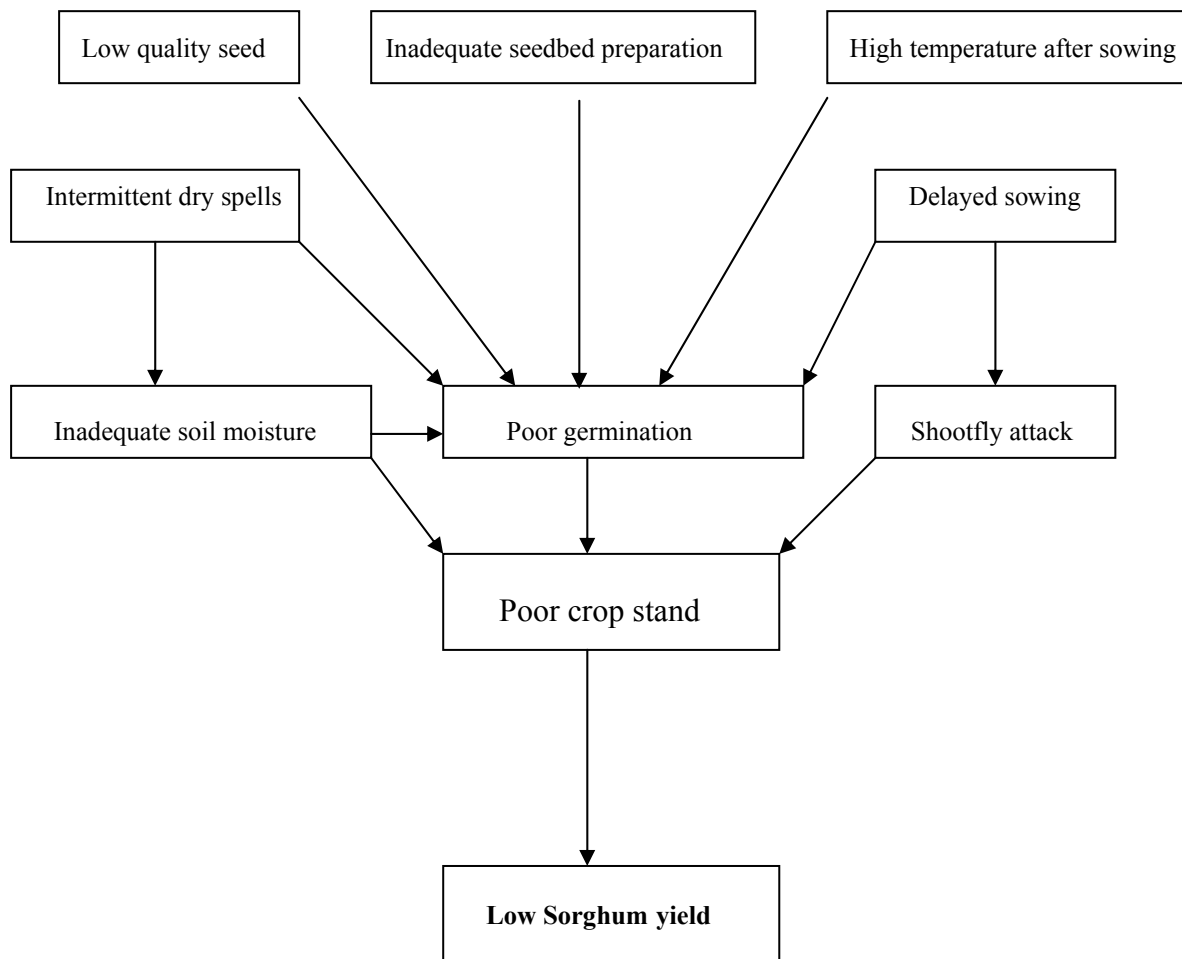 Low quality seed
Inadequate seedbed preparation
High temperature after sowing
Intermittent dry spells
Delayed sowing
Inadequate soil moisture
Poor germination
Shootfly attack
Poor crop stand
Low Sorghum yield